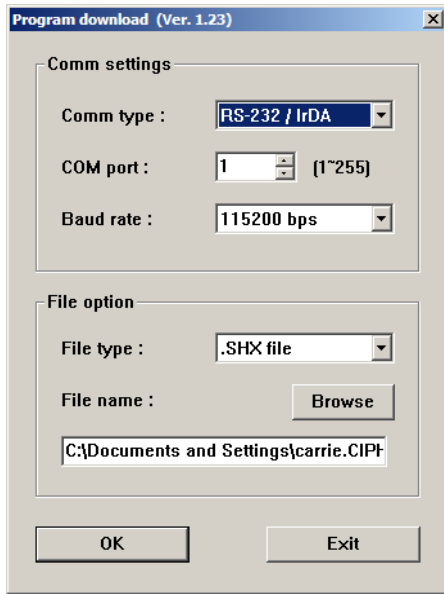 Program download (Ver. 1.23)
Comm settings
Comm type : RS-232 / IrDA
COM port : 1 (1~255)
Baud rate : 115200 bps
File option
File type : .SHX file
File name : Browse
C:\Documents and Settings\carrie.CIPH
OK Exit